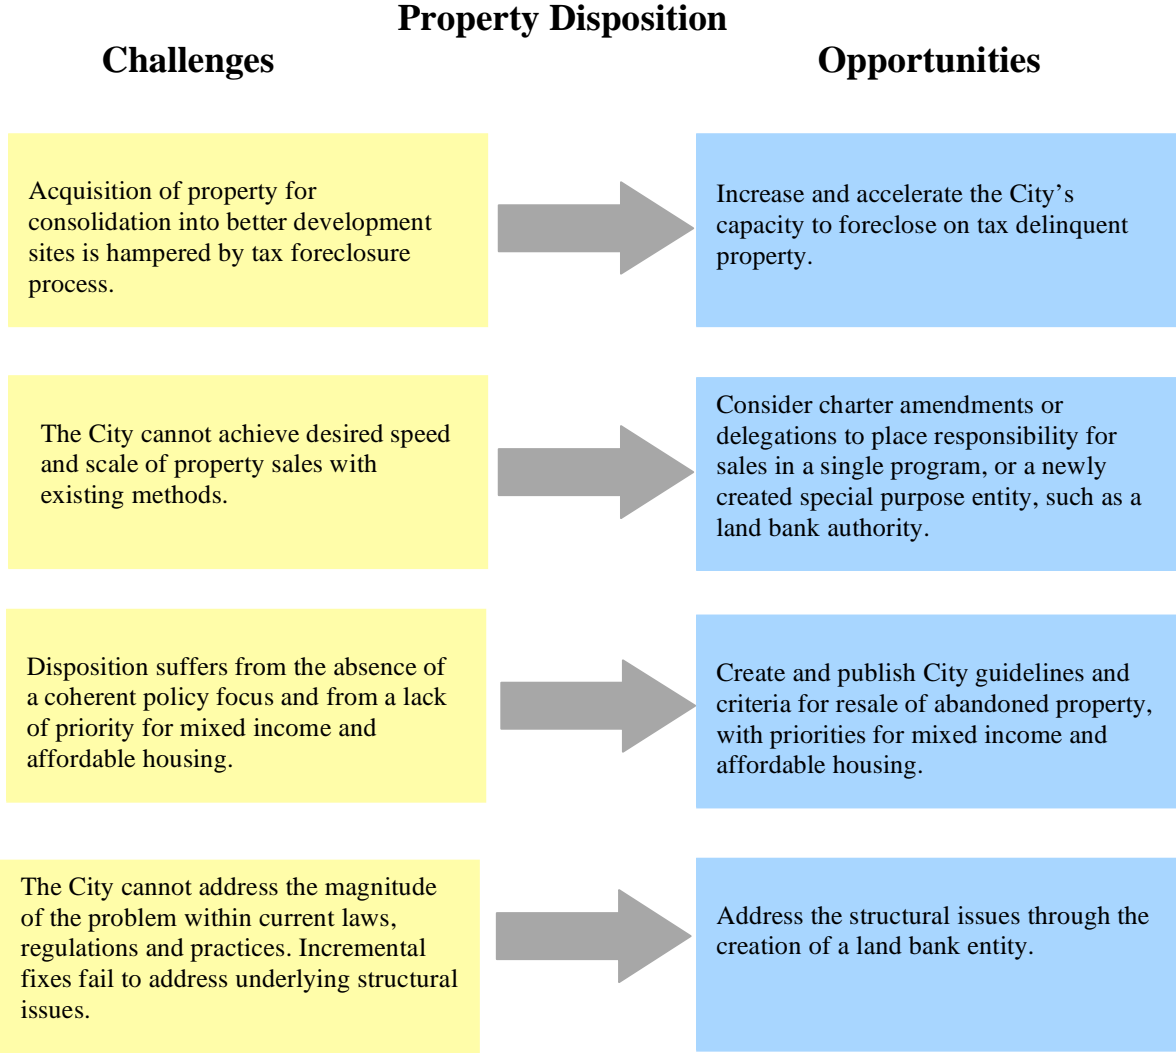 Property Disposition
Challenges
Opportunities
Acquisition of property for
consolidation into better development
sites is hampered by tax foreclosure
process.
Increase and accelerate the City’s
capacity to foreclose on tax delinquent
property.
The City cannot achieve desired speed
and scale of property sales with
existing methods.
Consider charter amendments or
delegations to place responsibility for
sales in a single program, or a newly
created special purpose entity, such as a
land bank authority.
Disposition suffers from the absence of
a coherent policy focus and from a lack
of priority for mixed income and
affordable housing.
Create and publish City guidelines and
criteria for resale of abandoned property,
with priorities for mixed income and
affordable housing.
The City cannot address the magnitude
of the problem within current laws,
regulations and practices. Incremental
fixes fail to address underlying structural
issues.
Address the structural issues through the
creation of a land bank entity.